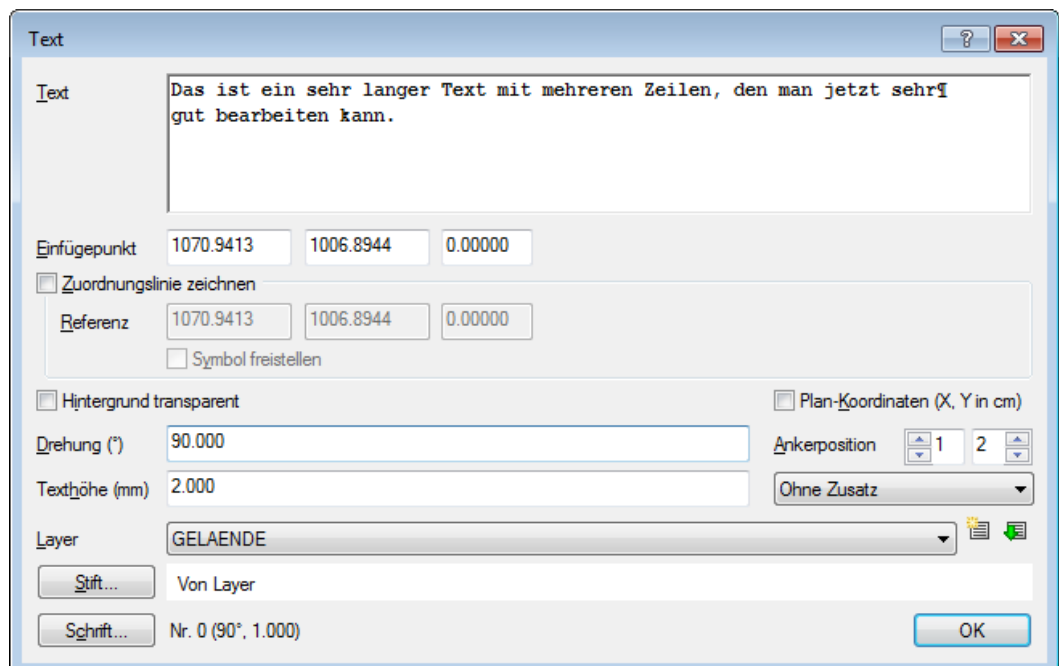 Text
Text
Das ist ein sehr langer Text mit mehreren Zeilen, den man jetzt sehr¶
gut bearbeiten kann.
Einfügepunkt 1070.9413 1006.8944 0.00000
Zuordnungslinie zeichnen
Referenz 1070.9413 1006.8944 0.00000
Symbol freistellen
Hintergrund transparent Plan-Koordinaten (X, Y in cm)
Drehung (°) 90.000 Ankerposition 1 2
Texthöhe (mm) 2.000 Ohne Zusatz
Layer GELAENDE
Stift... Von Layer
Schrift... Nr. 0 (90°, 1.000) OK